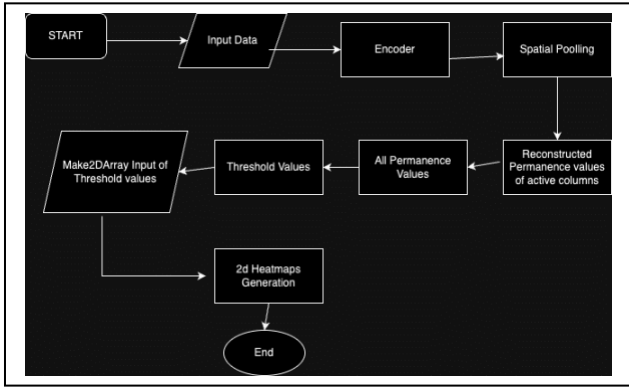 START
Input Data
Encoder
Spatial Poolling
Make2DArray Input of
Threshold values
Threshold Values
All Permanence
Values
Reconstructed
Permanence values
of active columns
2d Heatmaps
Generation
End